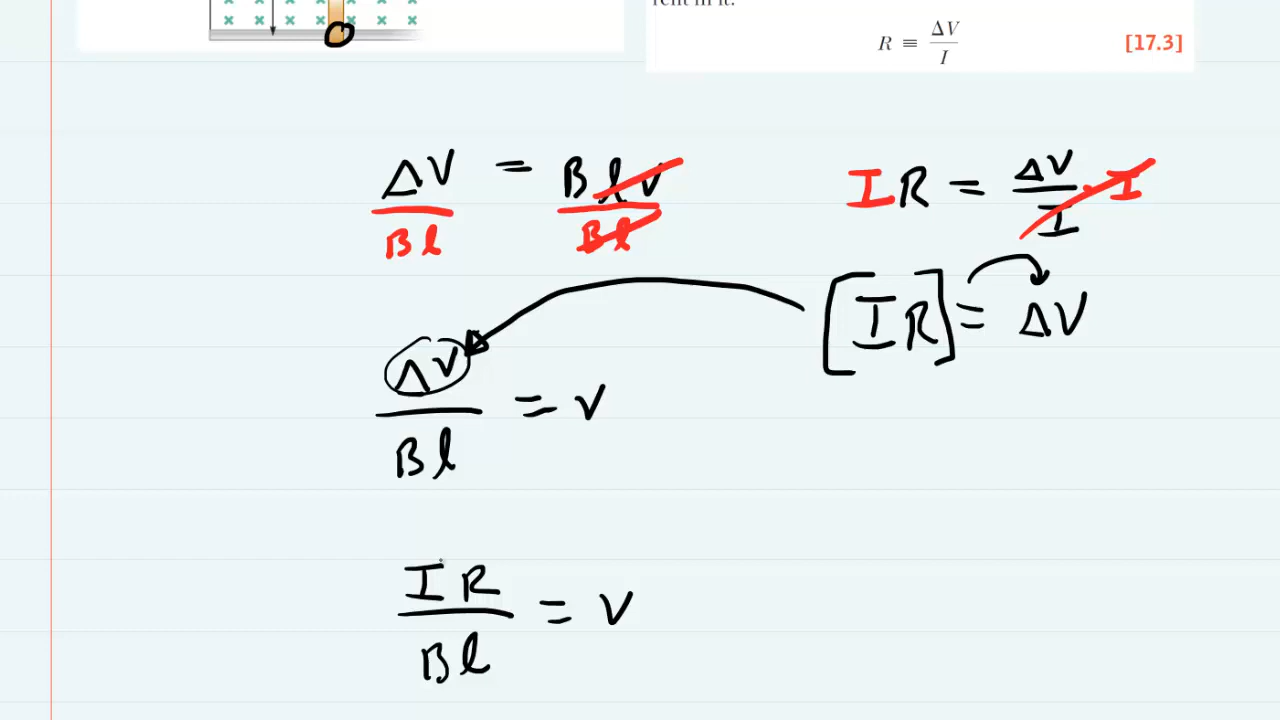 rent in it.
R ≡ ΔV/I [17.3]
ΔV/Bl = Blv/Bl
IR = ΔV/I · I
[IR] = ΔV
ΔV/Bl = v
IR/Bl = v